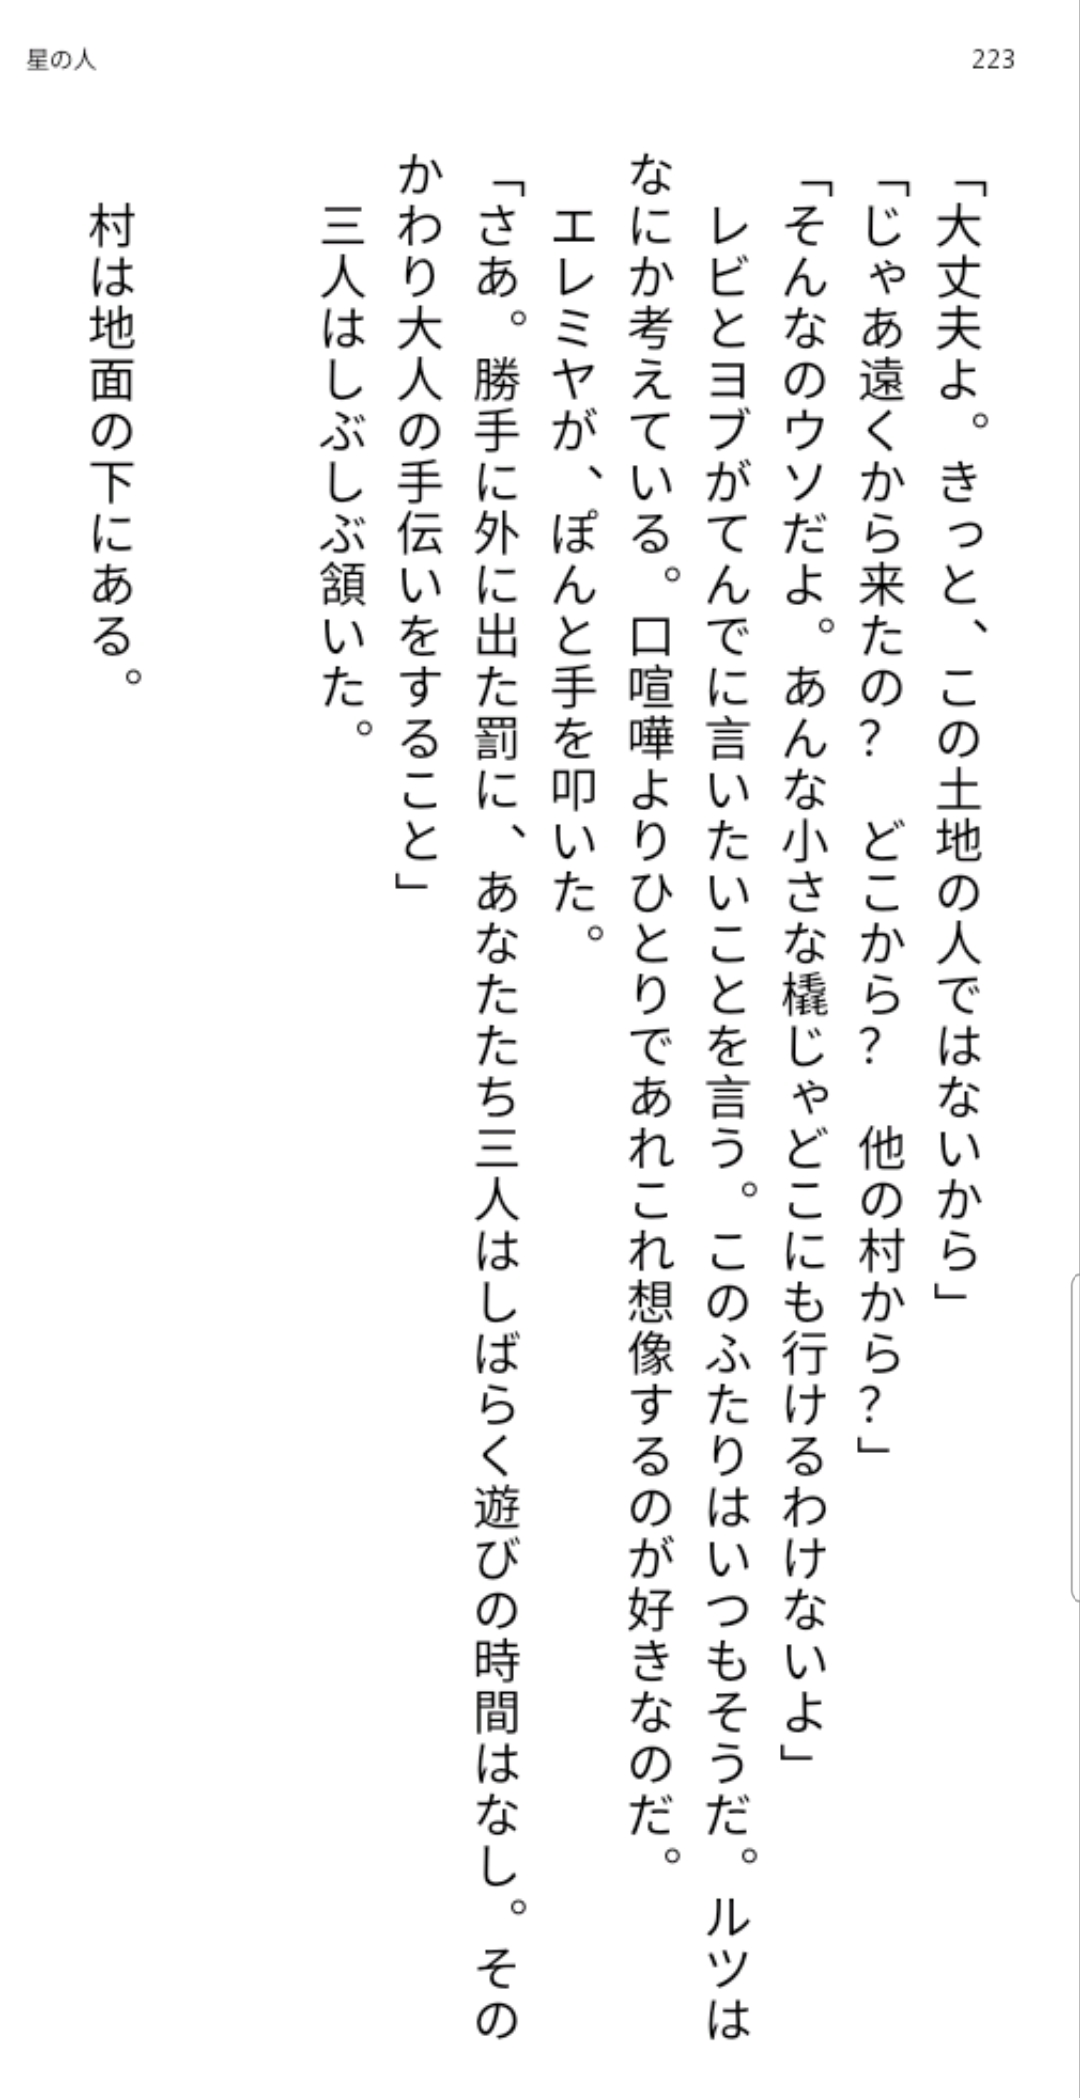 星の人
223
「大丈夫よ。きっと、この土地の人ではないから」
「じゃあ遠くから来たの？　どこから？　他の村から？」
「そんなのウソだよ。あんな小さな橇じゃどこにも行けるわけないよ」
　レビとヨブがてんでに言いたいことを言う。このふたりはいつもそうだ。ルツは
なにか考えている。口喧嘩よりひとりであれこれ想像するのが好きなのだ。
　エレミヤが、ぽんと手を叩いた。
「さあ。勝手に外に出た罰に、あなたたち三人はしばらく遊びの時間はなし。その
かわり大人の手伝いをすること」
　三人はしぶしぶ頷いた。
　村は地面の下にある。